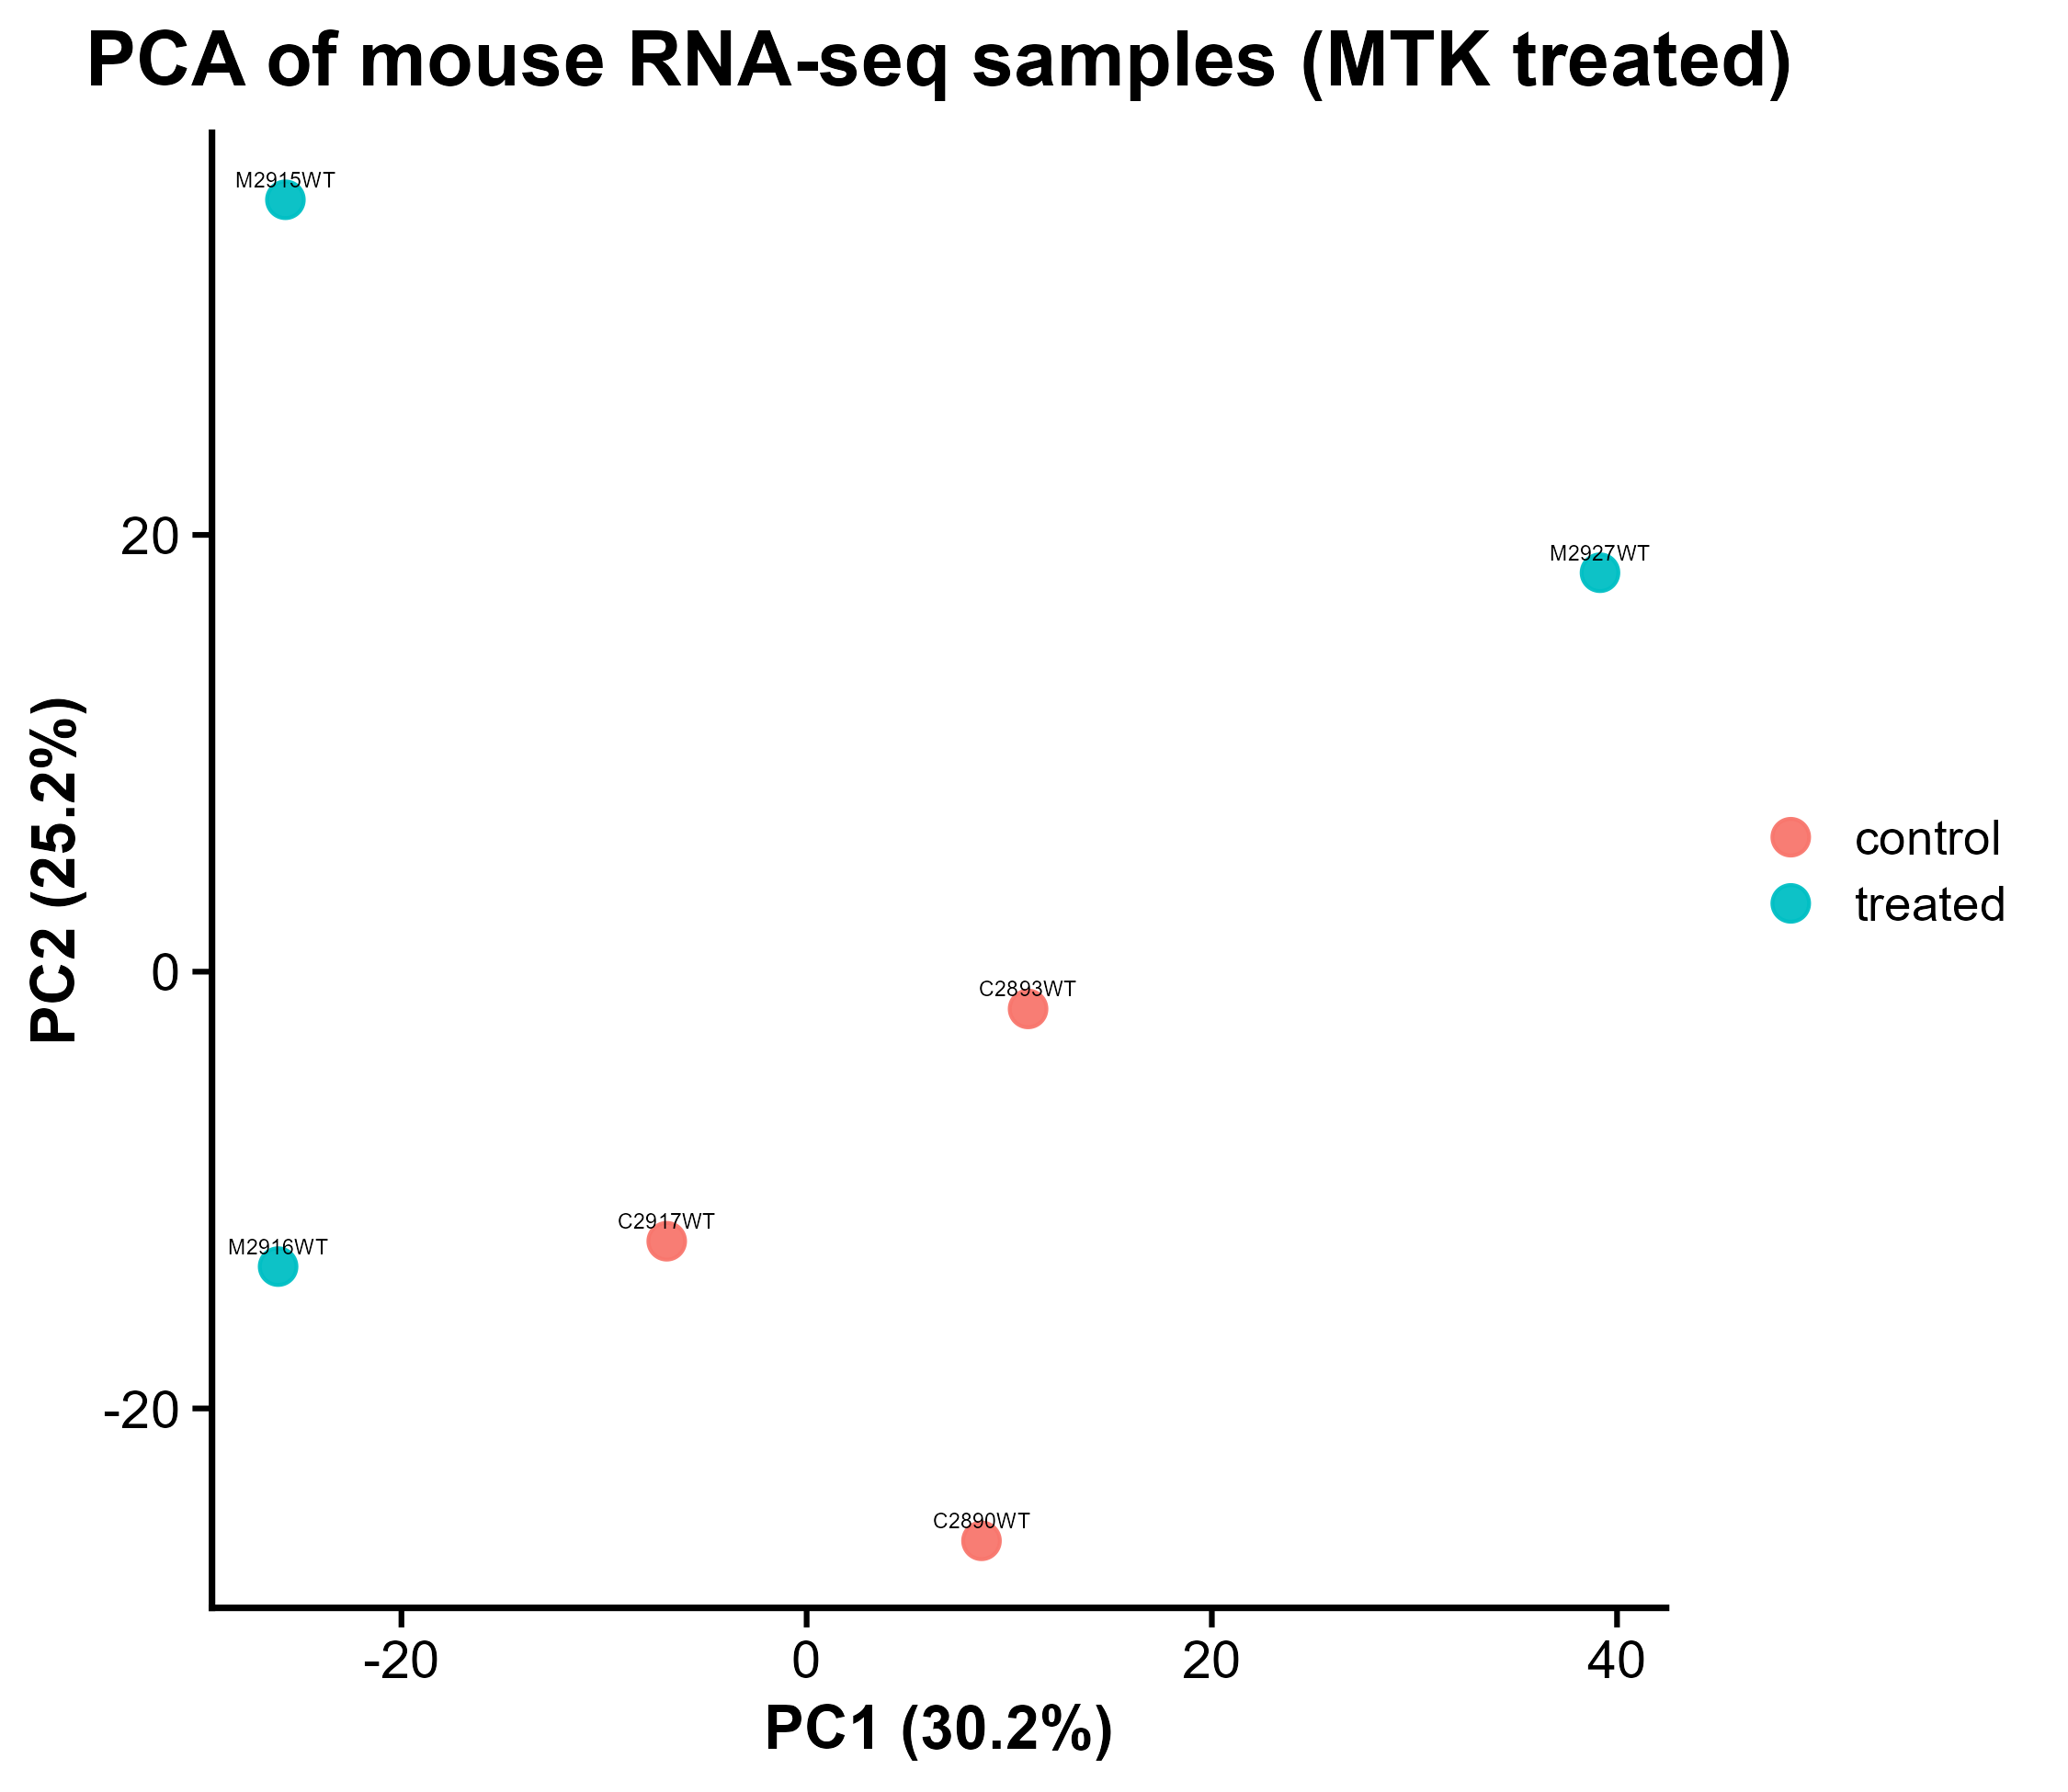 PCA of mouse RNA-seq samples (MTK treated)
M2915WT
20
M2927WT
PC2 (25.2%)
control
treated
0
C2893WT
C2917WT
M2916WT
-20
C2890WT
-20 0 20 40
PC1 (30.2%)